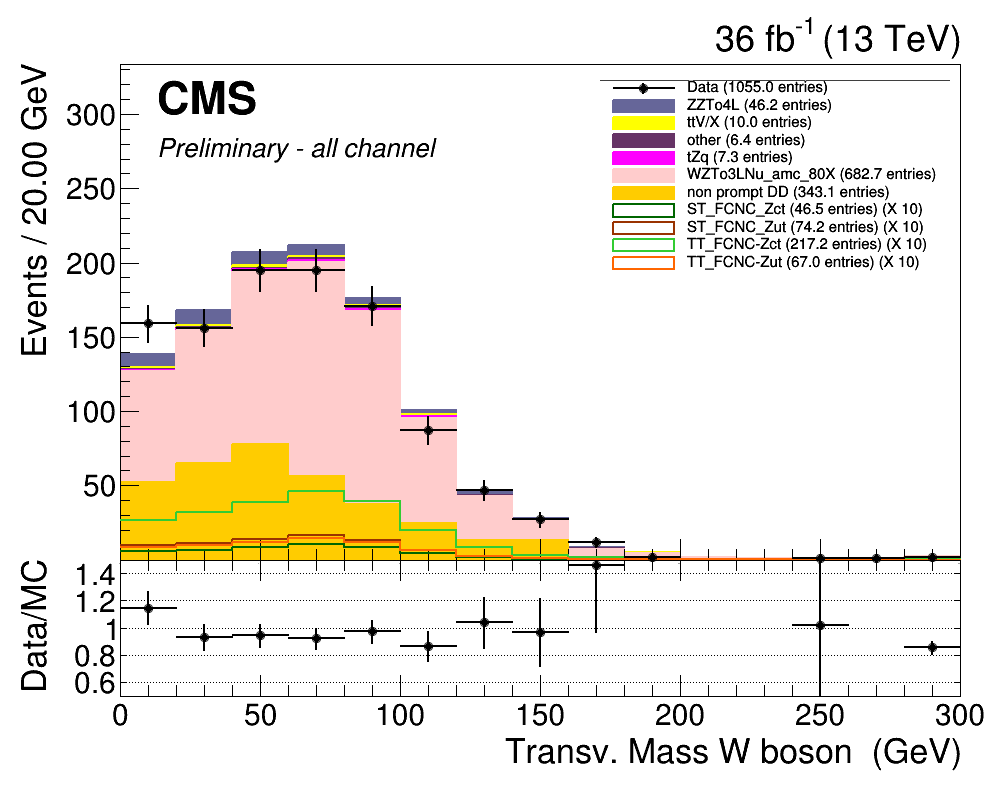 36 fb-1 (13 TeV)
CMS
Preliminary - all channel
Data (1055.0 entries)
ZZTo4L (46.2 entries)
ttV/X (10.0 entries)
other (6.4 entries)
tZq (7.3 entries)
WZTo3LNu_amc_80X (682.7 entries)
non prompt DD (343.1 entries)
ST_FCNC_Zct (46.5 entries) (X 10)
ST_FCNC_Zut (74.2 entries) (X 10)
TT_FCNC-Zct (217.2 entries) (X 10)
TT_FCNC-Zut (67.0 entries) (X 10)
Events / 20.00 GeV
300
250
200
150
100
50
Data/MC
1.4
1.2
1
0.8
0.6
0 50 100 150 200 250 300
Transv. Mass W boson (GeV)